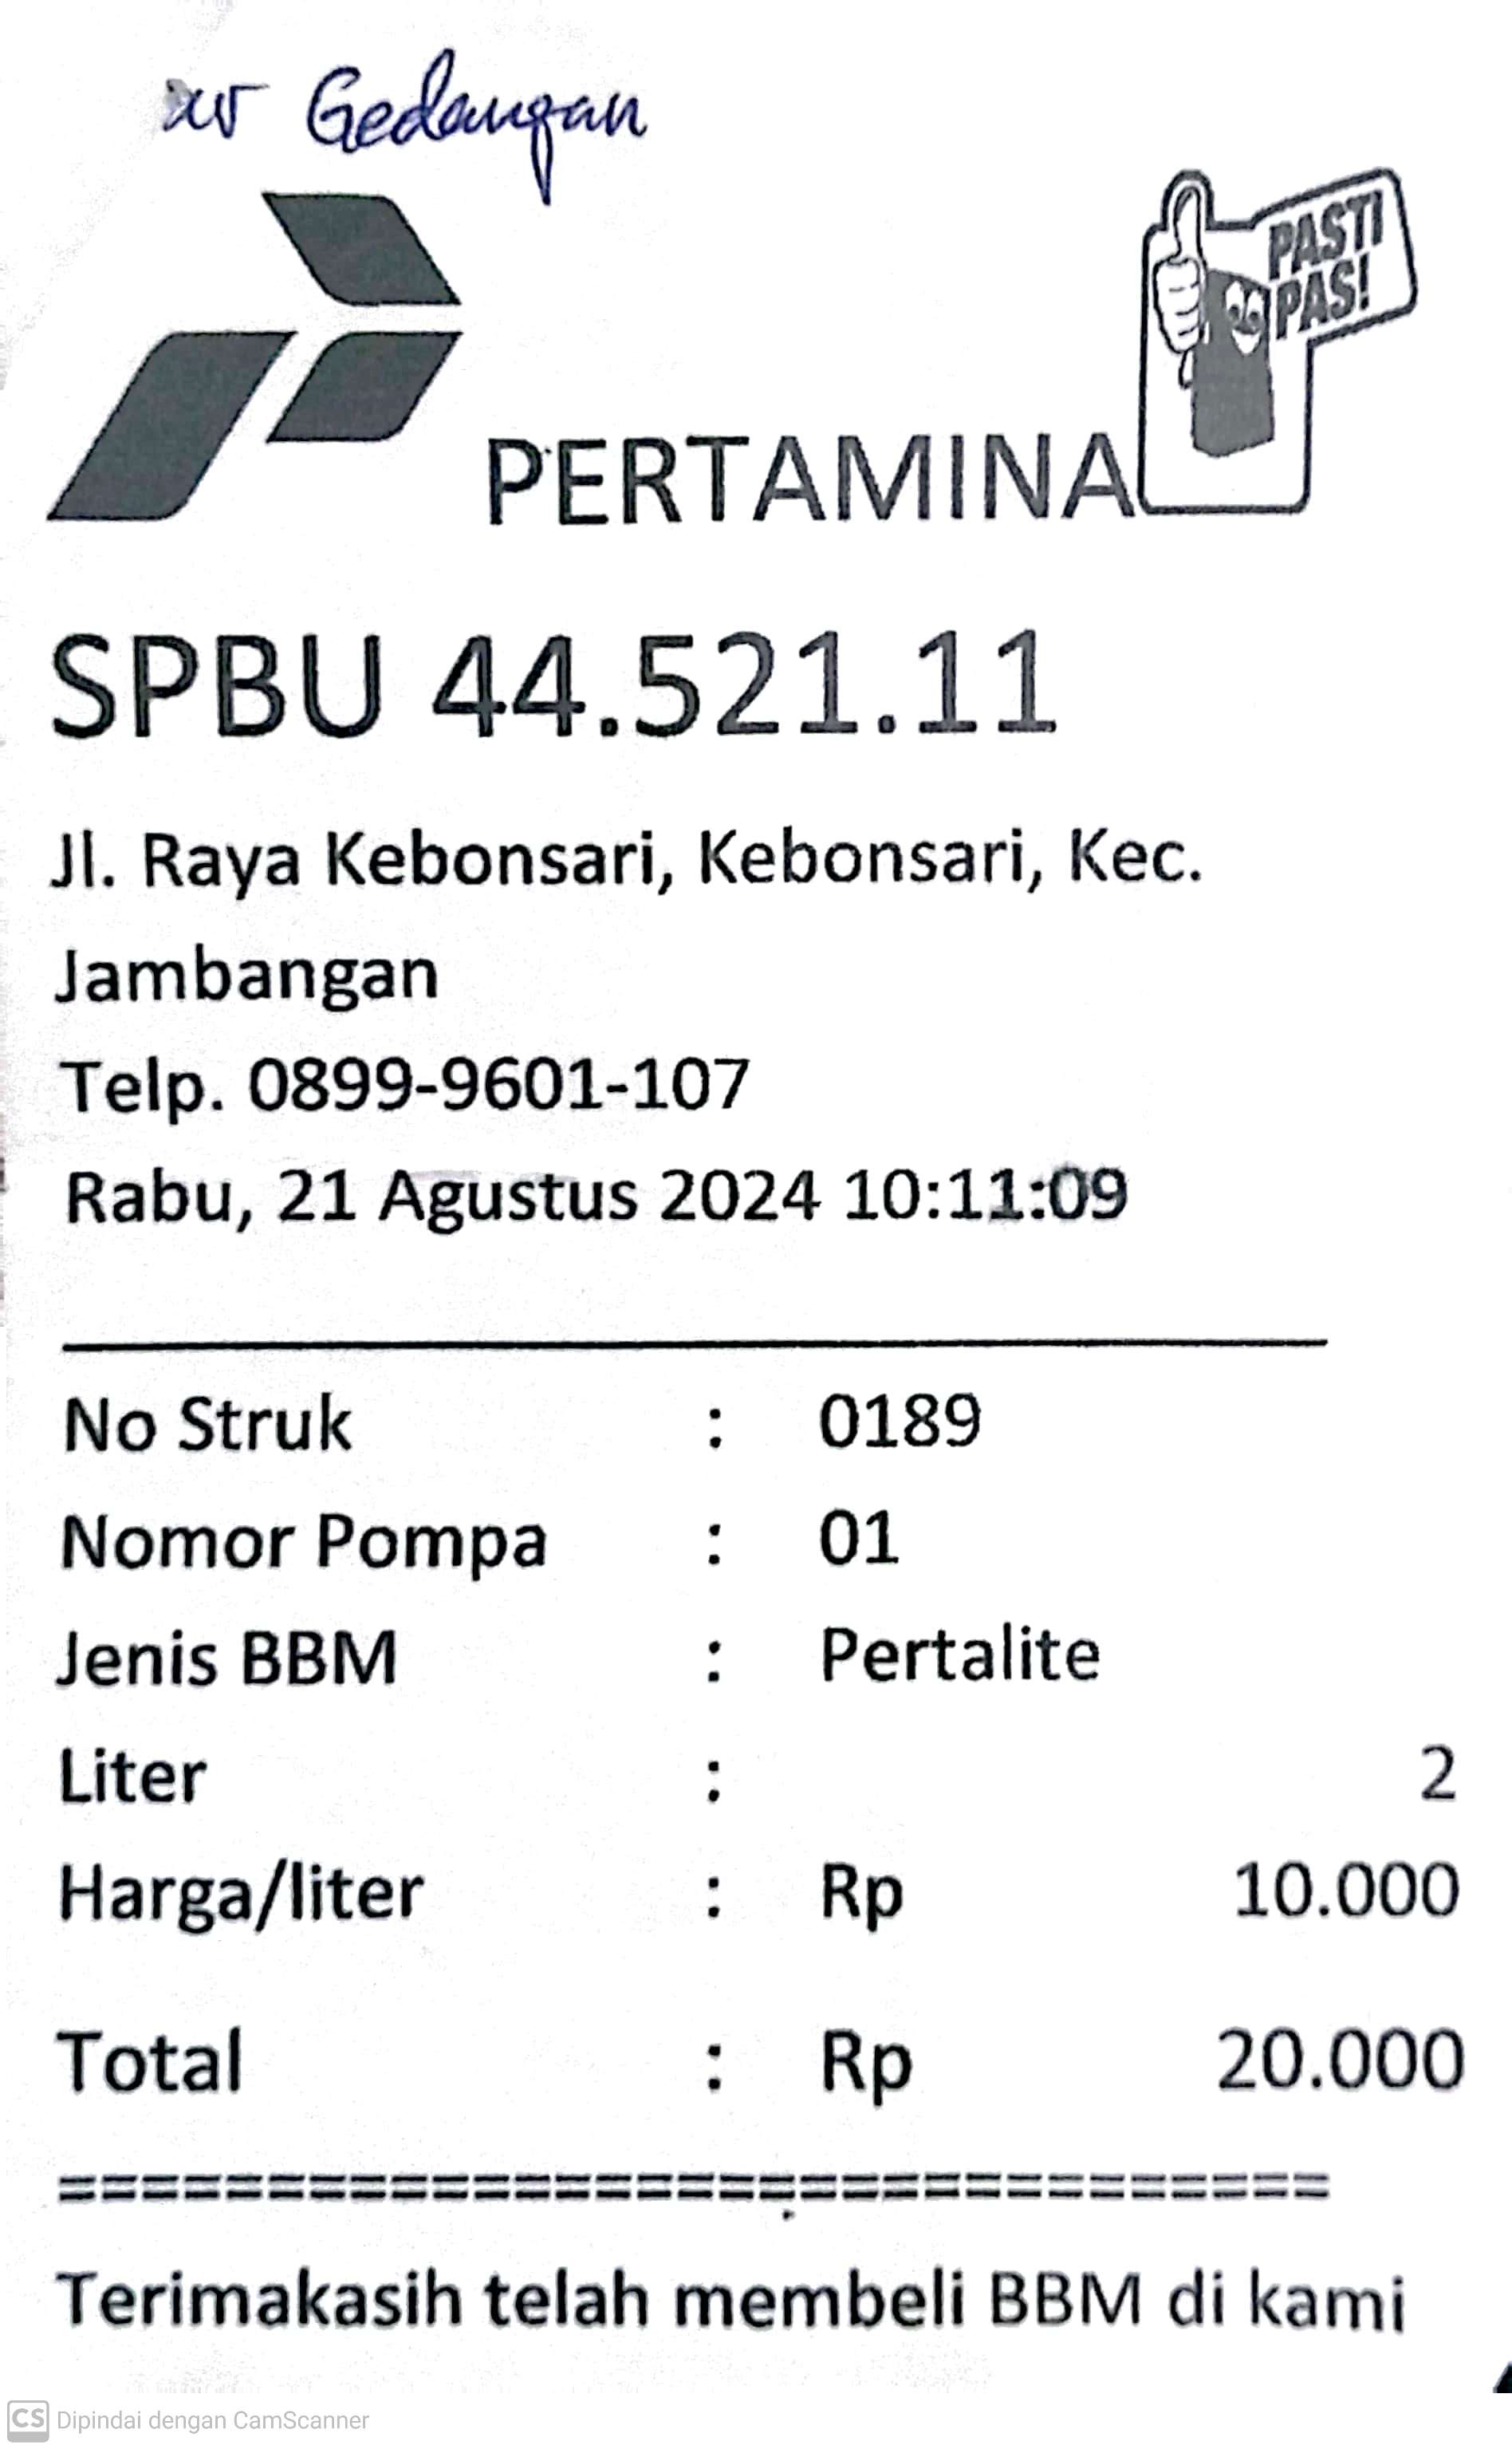 Gedangan
PASTI
PAS!
PERTAMINA
SPBU 44.521.11
Jl. Raya Kebonsari, Kebonsari, Kec.
Jambangan
Telp. 0899-9601-107
Rabu, 21 Agustus 2024 10:11:09
No Struk : 0189
Nomor Pompa : 01
Jenis BBM : Pertalite
Liter : 2
Harga/liter : Rp 10.000
Total : Rp 20.000
===============================
Terimakasih telah membeli BBM di kami
CS Dipindai dengan CamScanner